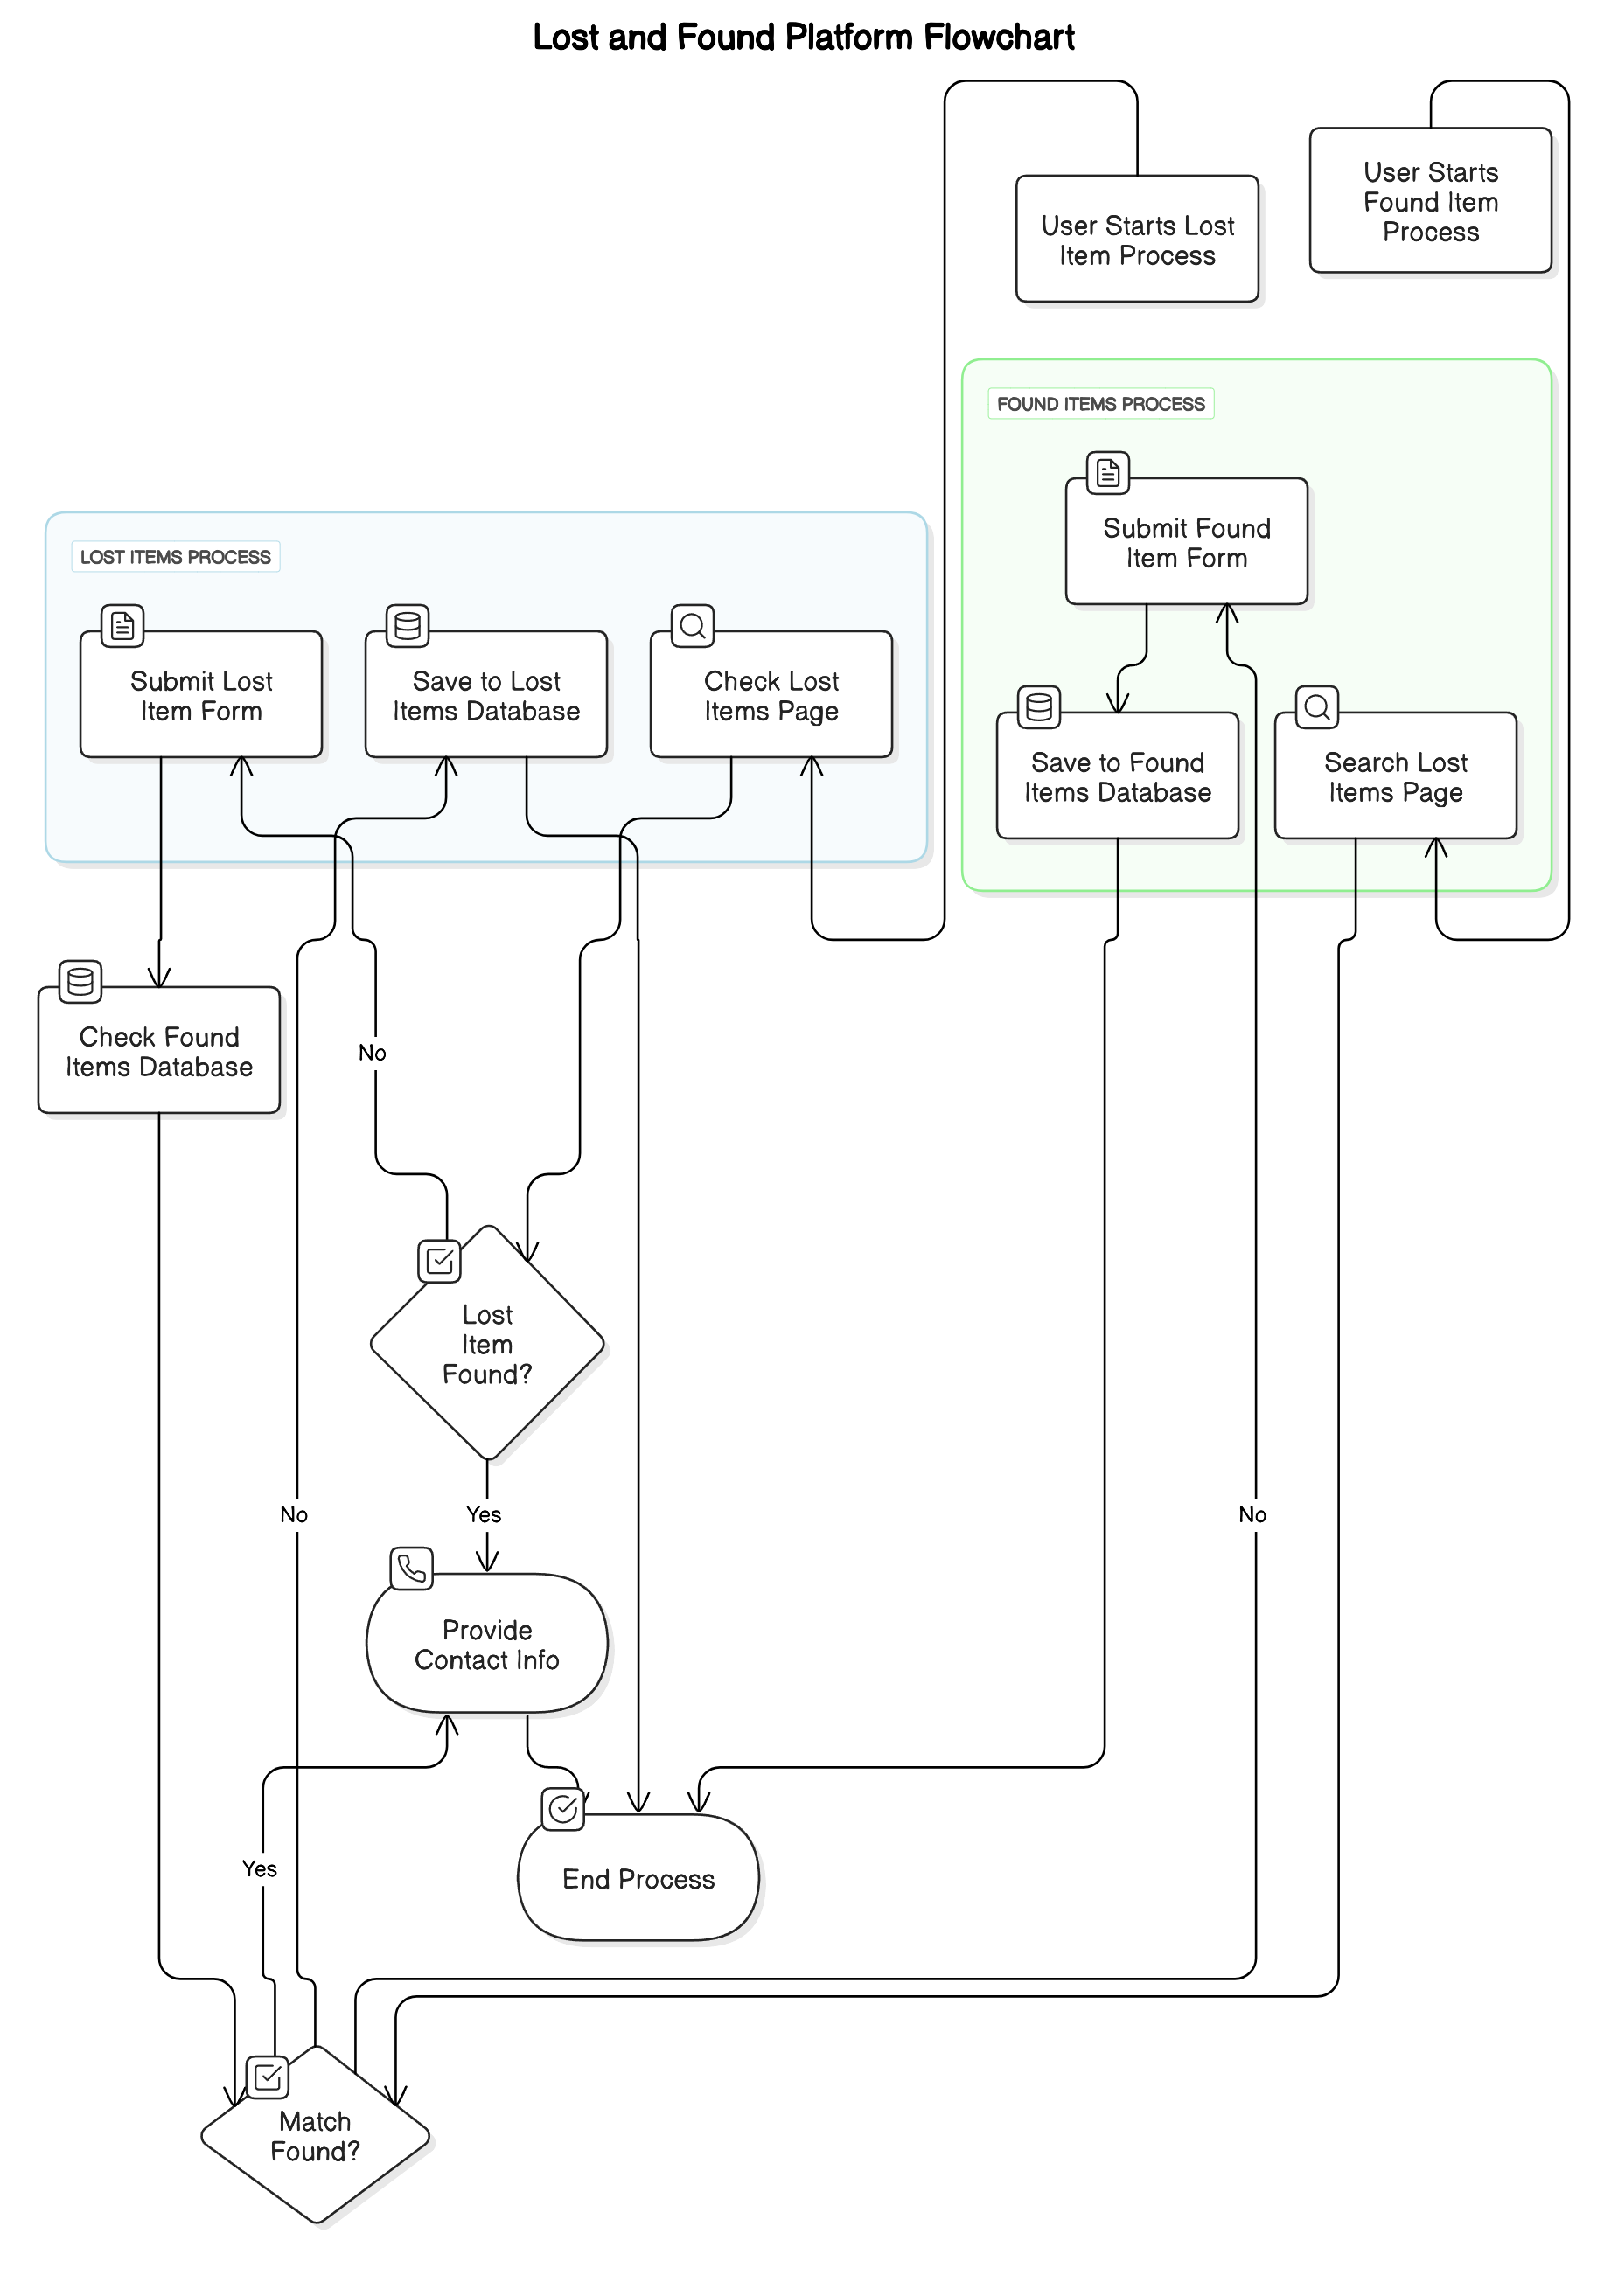 Lost and Found Platform Flowchart
User Starts Lost
Item Process
User Starts
Found Item
Process
FOUND ITEMS PROCESS
Submit Found
Item Form
Save to Found
Items Database
Search Lost
Items Page
LOST ITEMS PROCESS
Submit Lost
Item Form
Save to Lost
Items Database
Check Lost
Items Page
Check Found
Items Database
No
Lost
Item
Found?
No
Yes
No
Provide
Contact Info
Yes
End Process
Match
Found?